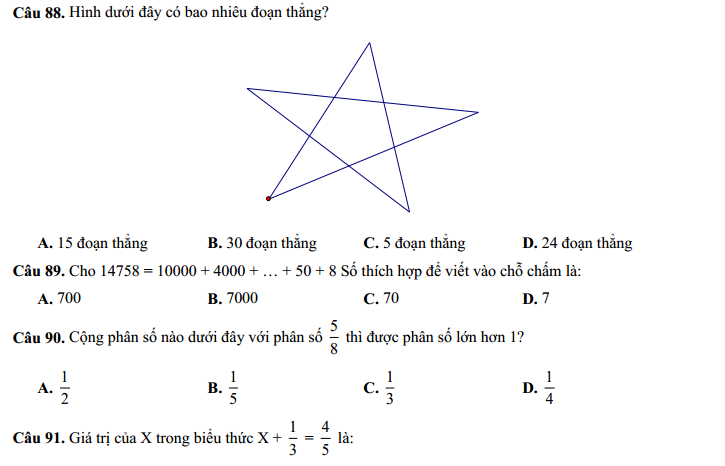 Câu 88. Hình dưới đây có bao nhiêu đoạn thẳng?
A. 15 đoạn thẳng B. 30 đoạn thẳng C. 5 đoạn thẳng D. 24 đoạn thẳng
Câu 89. Cho 14758 = 10000 + 4000 + … + 50 + 8 Số thích hợp để viết vào chỗ chấm là:
A. 700 B. 7000 C. 70 D. 7
Câu 90. Cộng phân số nào dưới đây với phân số 5/8 thì được phân số lớn hơn 1?
A. 1/2 B. 1/5 C. 1/3 D. 1/4
Câu 91. Giá trị của X trong biểu thức X + 1/3 = 4/5 là: